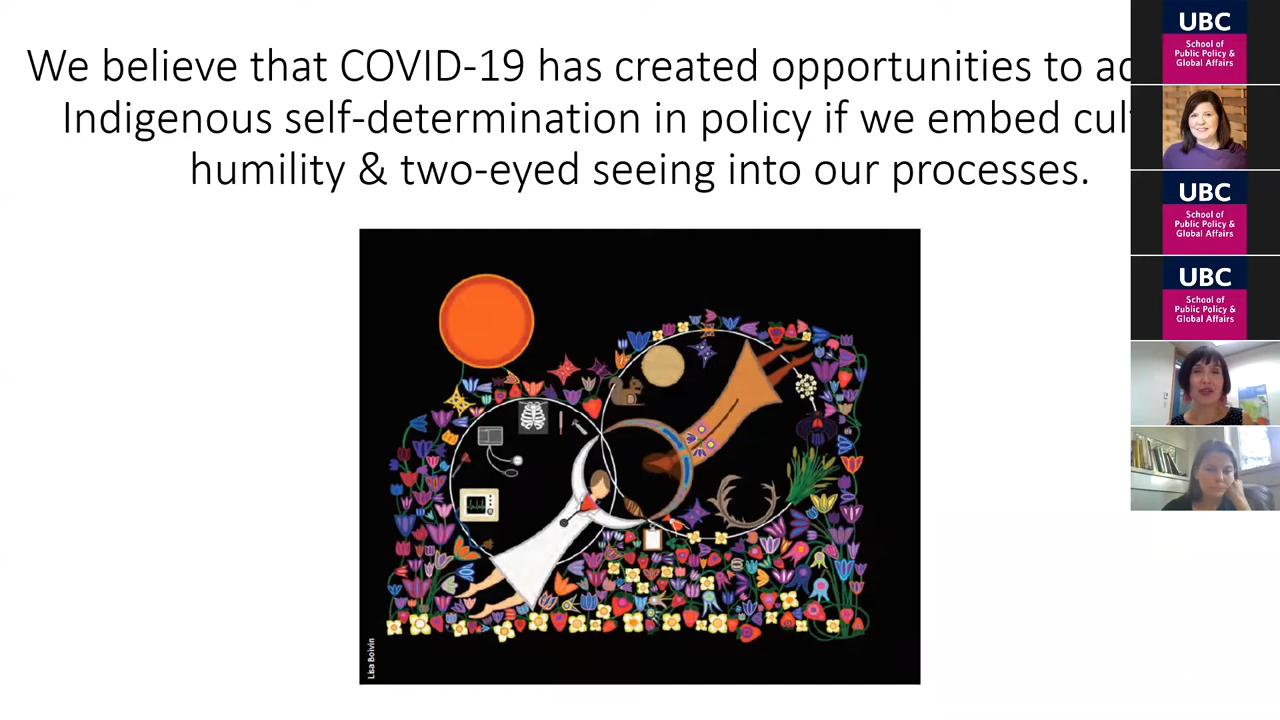 We believe that COVID-19 has created opportunities to
Indigenous self-determination in policy if we embed
humility & two-eyed seeing into our processes.
Lisa Boivin
UBC
School of
Public Policy &
Global Affairs
UBC
School of
Public Policy &
Global Affairs
UBC
School of
Public Policy &
Global Affairs